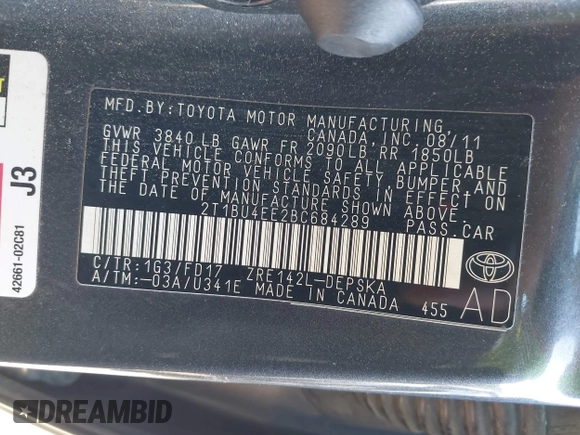 MFD. BY: TOYOTA MOTOR MANUFACTURING,
CANADA, INC. 08/11
GVWR 3840 LB GAWR FR 2090LB RR 1850LB
THIS VEHICLE CONFORMS TO ALL APPLICABLE
FEDERAL MOTOR VEHICLE SAFETY, BUMPER, AND
THEFT PREVENTION STANDARDS IN EFFECT ON
THE DATE OF MANUFACTURE SHOWN ABOVE.
2T1BU4EE2BC684289 PASS.CAR
C/TR: 1G3/FD17 ZRE142L-DEPSKA
A/TM:-03A/U341E MADE IN CANADA 455 AD
J3
42661-02C81
DREAMBID